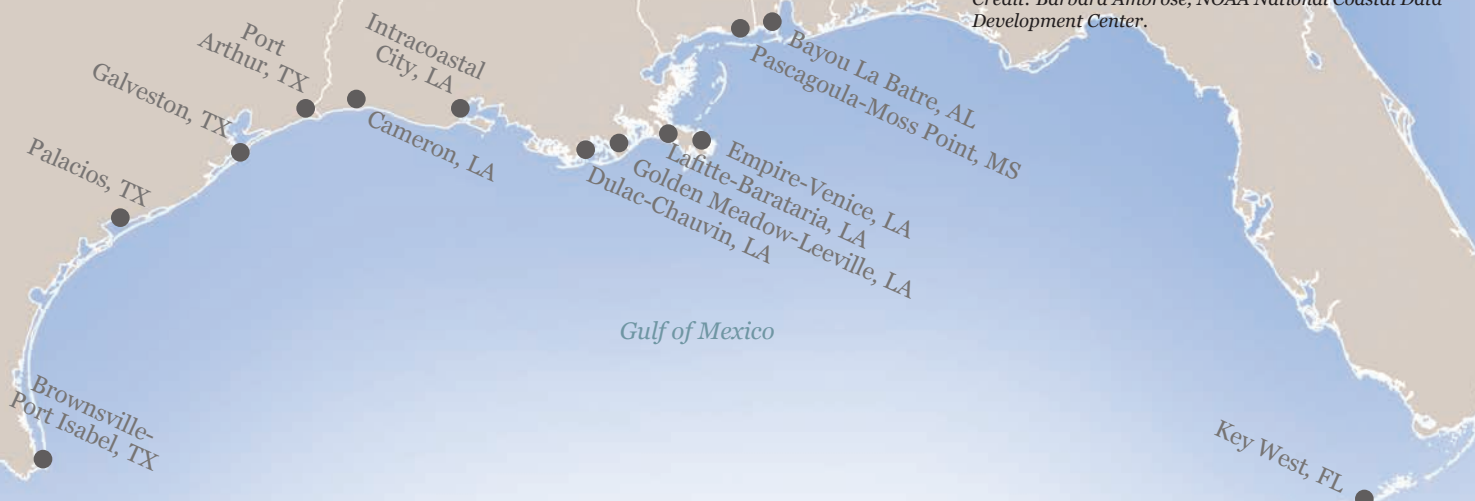 Credit: Barbara Ambrose, NOAA National Coastal Data
Development Center.
Port
Arthur, TX
Intracoastal
City, LA
Galveston, TX
Palacios, TX
Cameron, LA
Bayou La Batre, AL
Pascagoula-Moss Point, MS
Empire-Venice, LA
Lafitte-Barataria, LA
Golden Meadow-Leeville, LA
Dulac-Chauvin, LA
Gulf of Mexico
Brownsville-
Port Isabel, TX
Key West, FL